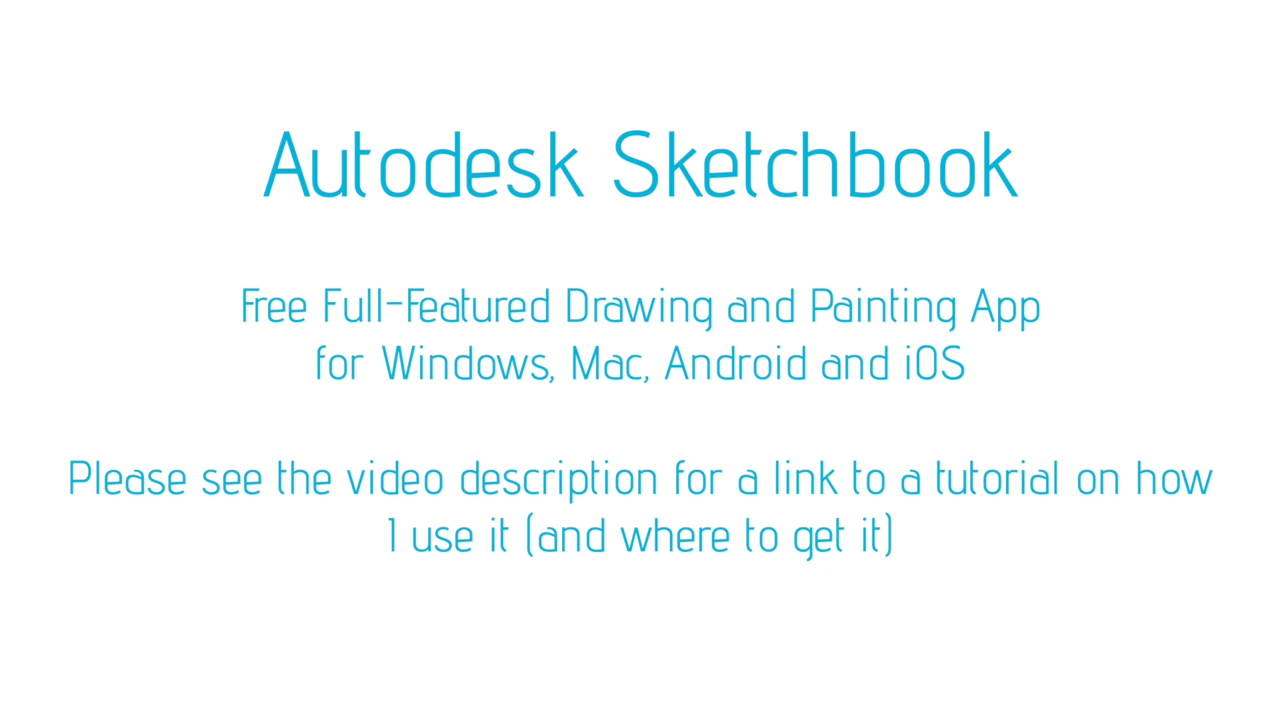 Autodesk Sketchbook
Free Full-Featured Drawing and Painting App
for Windows, Mac, Android and iOS
Please see the video description for a link to a tutorial on how
I use it (and where to get it)